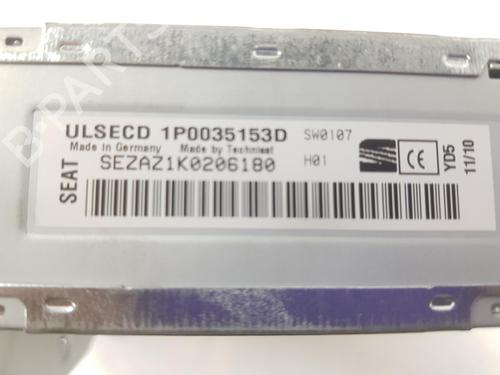 ULSECD 1P0035153D SW0107
Made in Germany Made by Technisat
SEZAZ1K0206180 H01
SEAT
CE
YD5
11/10
B-PARTS